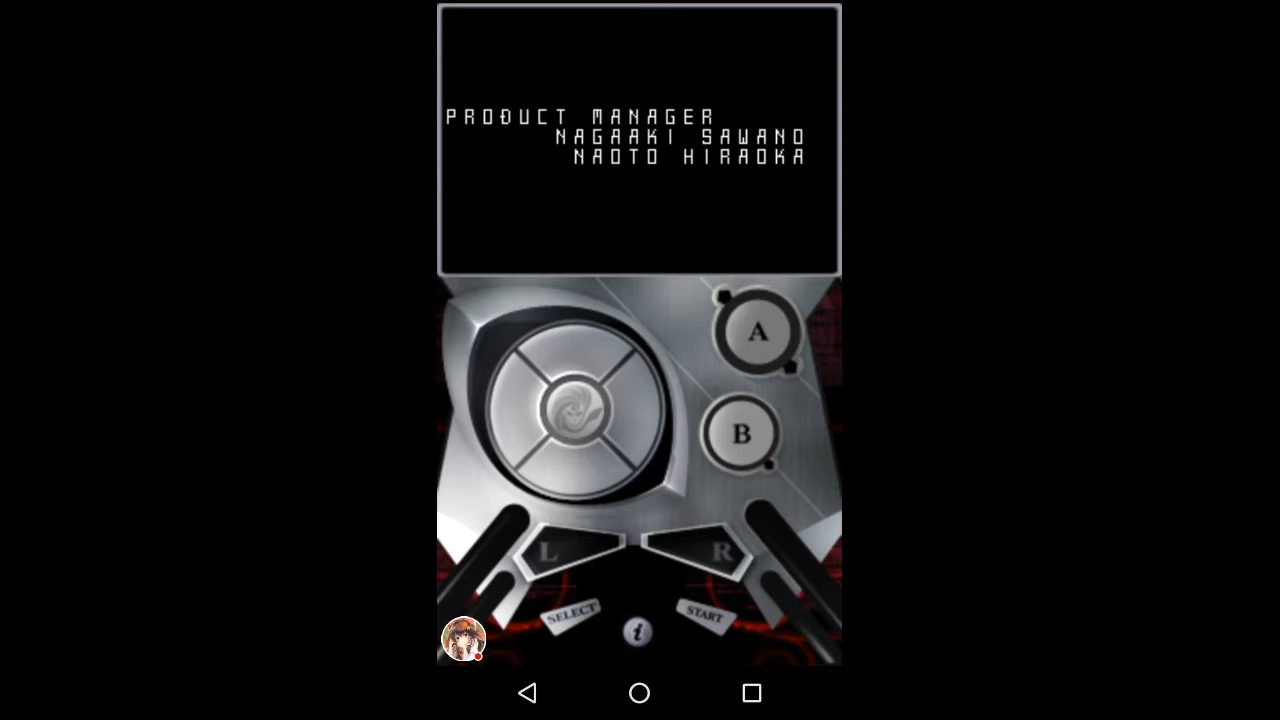 PRODUCT MANAGER
NAGAAKI SAWANO
NAOTO HIRAOKA
A
B
L
R
SELECT
START
i